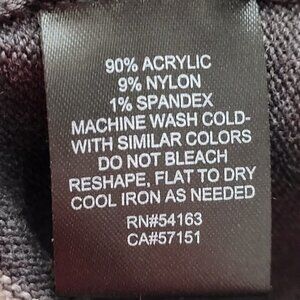 90% ACRYLIC
9% NYLON
1% SPANDEX
MACHINE WASH COLD-
WITH SIMILAR COLORS
DO NOT BLEACH
RESHAPE, FLAT TO DRY
COOL IRON AS NEEDED
RN#54163
CA#57151